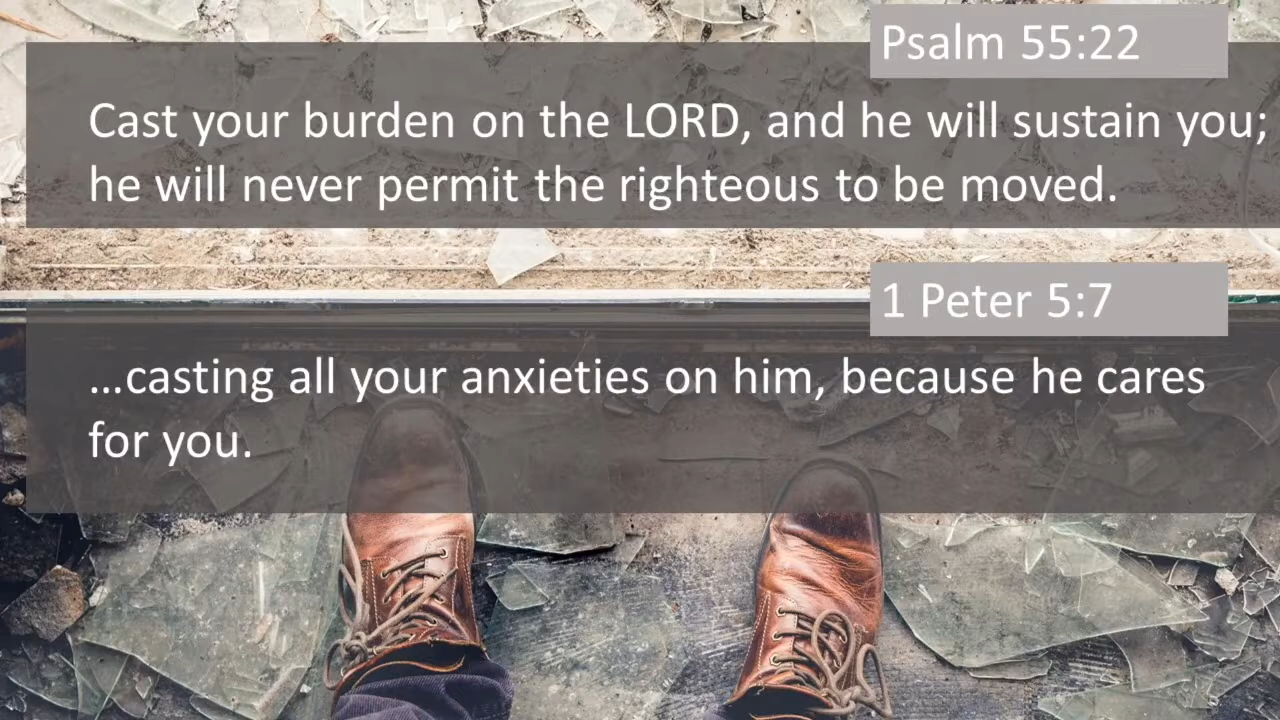 Psalm 55:22
Cast your burden on the LORD, and he will sustain you;
he will never permit the righteous to be moved.
1 Peter 5:7
…casting all your anxieties on him, because he cares
for you.